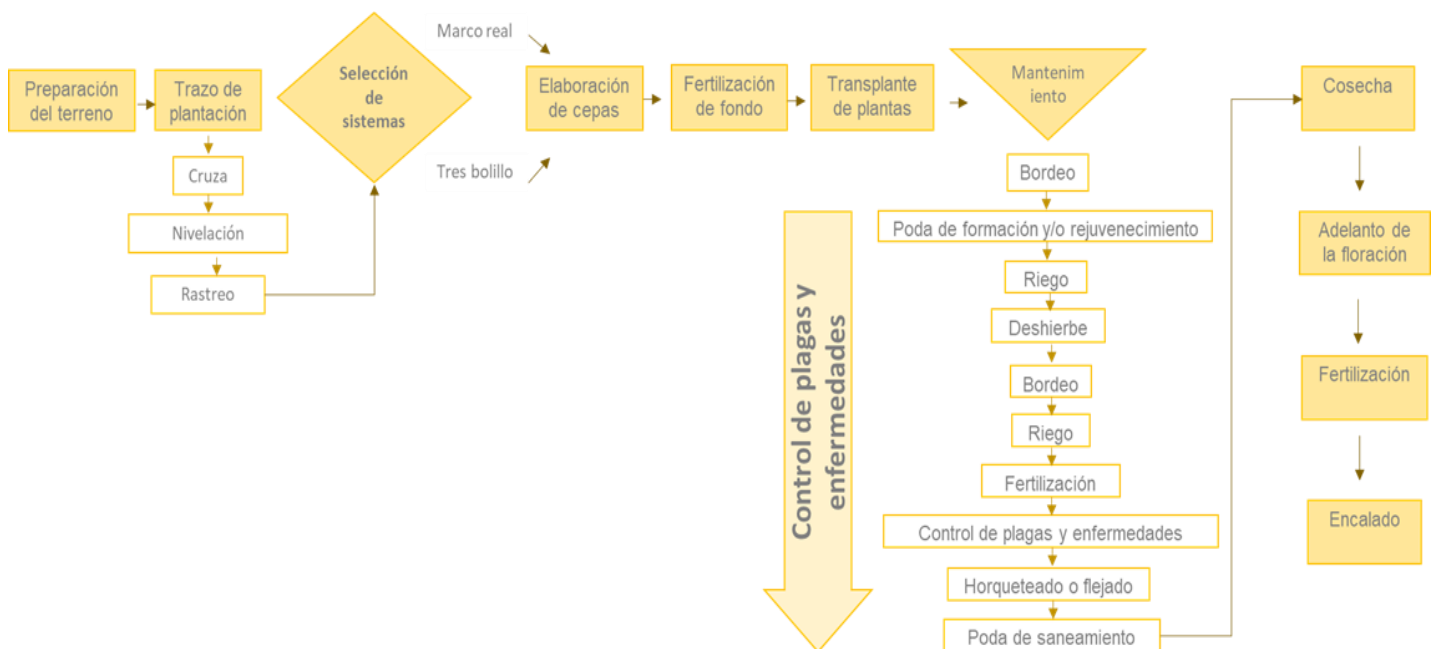 Preparación
del terreno
Trazo de
plantación
Cruza
Nivelación
Rastreo
Selección
de
sistemas
Marco real
Tres bolillo
Elaboración
de cepas
Fertilización
de fondo
Transplante
de plantas
Mantenim
iento
Bordeo
Poda de formación y/o rejuvenecimiento
Riego
Deshierbe
Bordeo
Riego
Fertilización
Control de plagas y enfermedades
Horqueteado o flejado
Poda de saneamiento
Control de plagas y
enfermedades
Cosecha
Adelanto de
la floración
Fertilización
Encalado